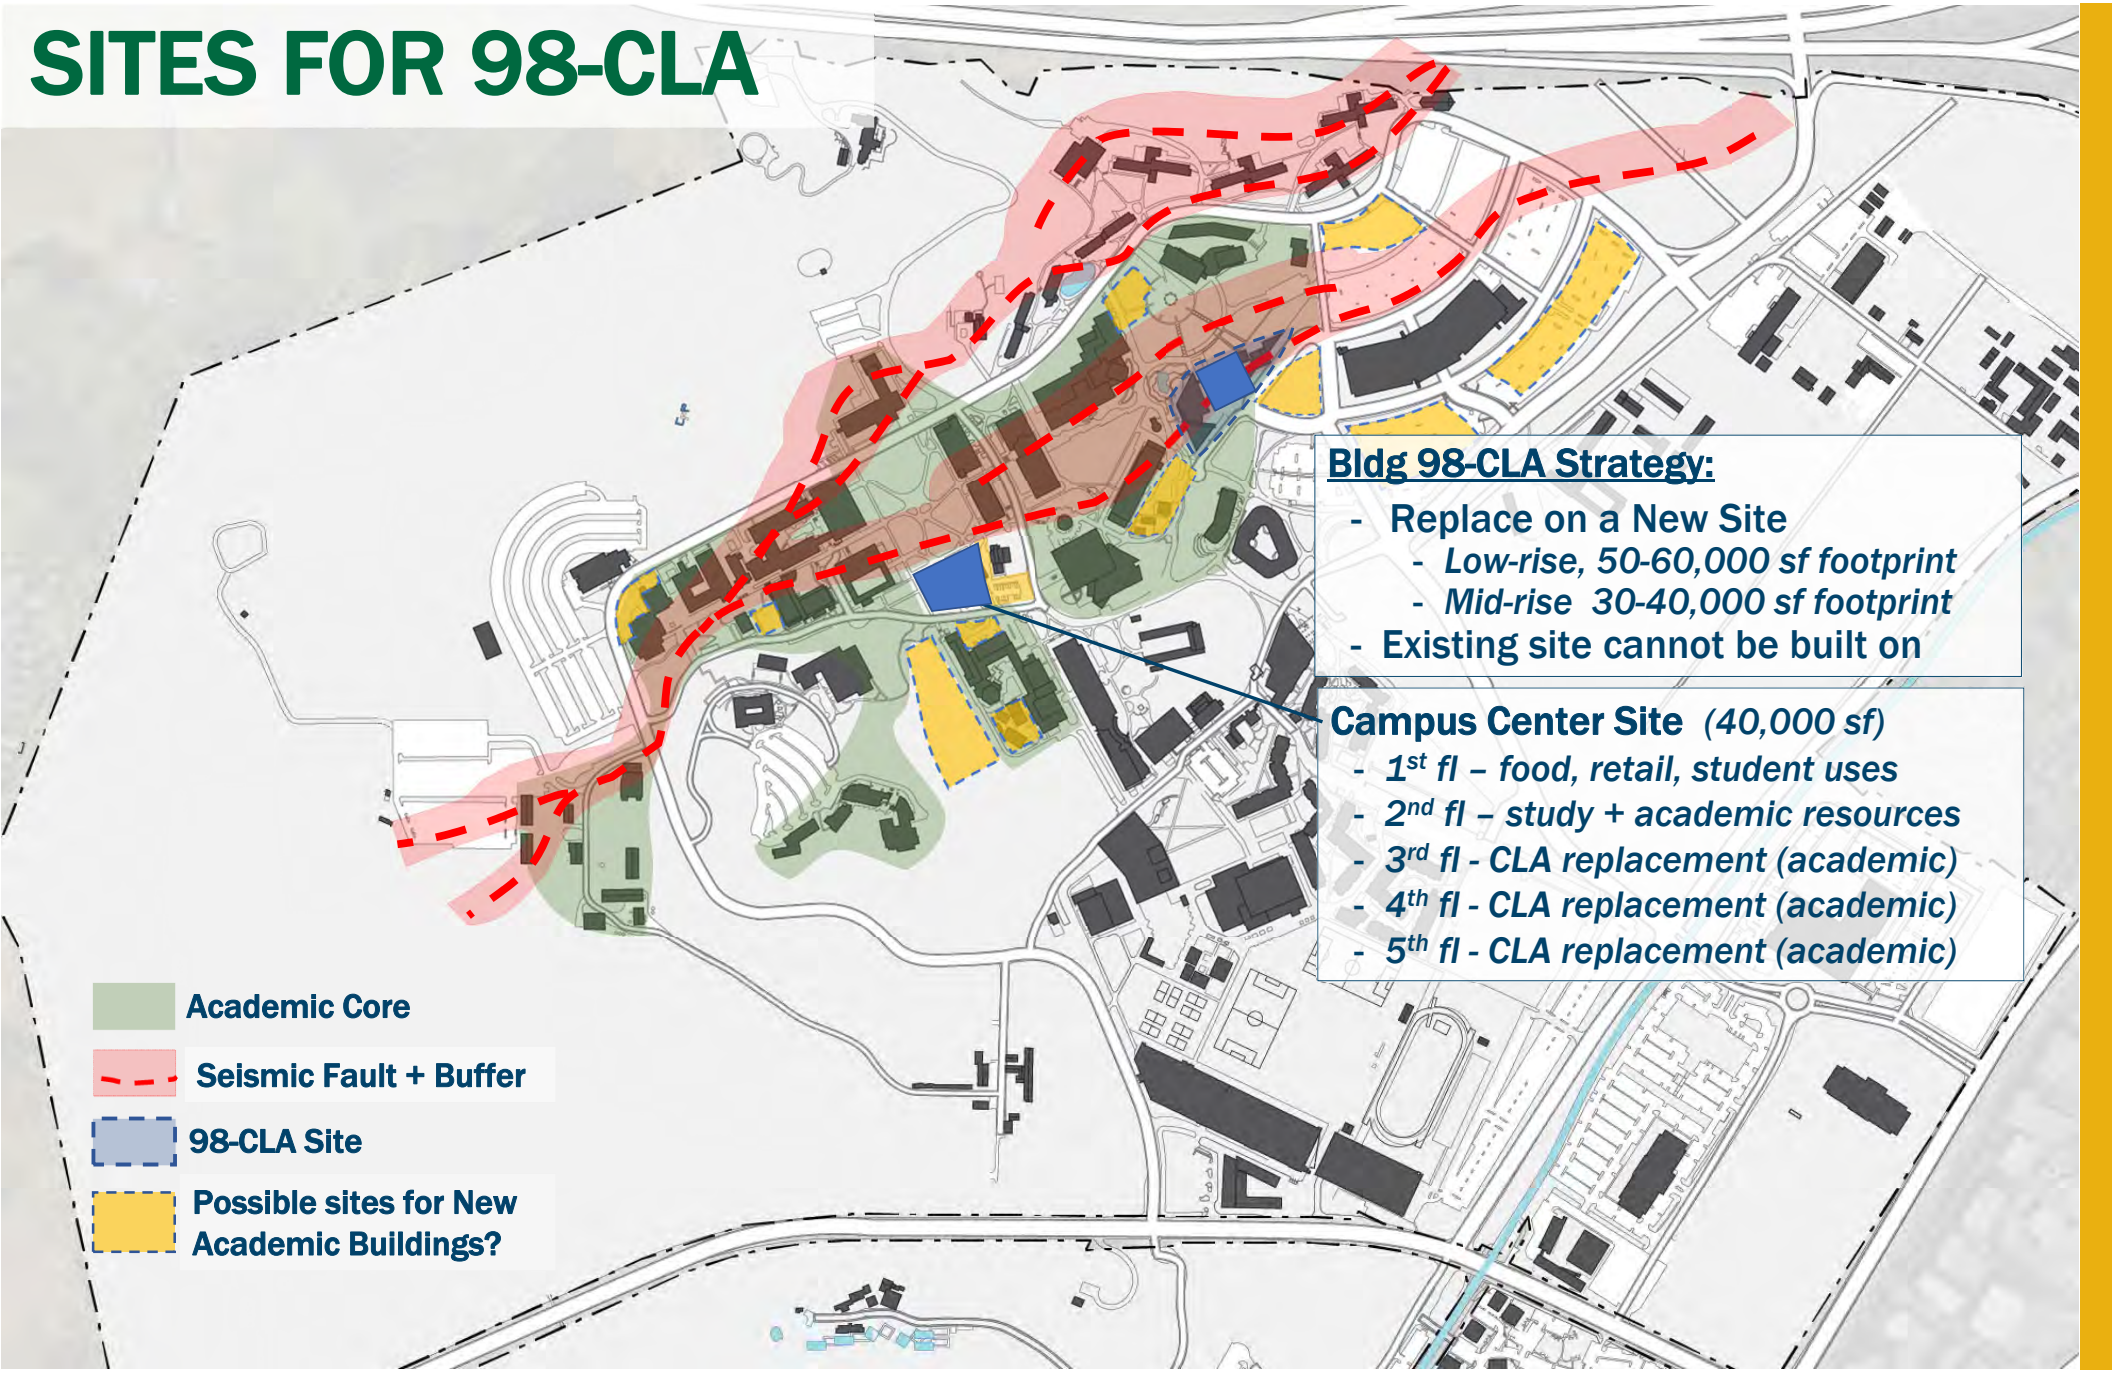 SITES FOR 98-CLA
Bldg 98-CLA Strategy:
- Replace on a New Site
- Low-rise, 50-60,000 sf footprint
- Mid-rise 30-40,000 sf footprint
- Existing site cannot be built on
Campus Center Site (40,000 sf)
- 1st fl – food, retail, student uses
- 2nd fl – study + academic resources
- 3rd fl - CLA replacement (academic)
- 4th fl - CLA replacement (academic)
- 5th fl - CLA replacement (academic)
Academic Core
Seismic Fault + Buffer
98-CLA Site
Possible sites for New
Academic Buildings?